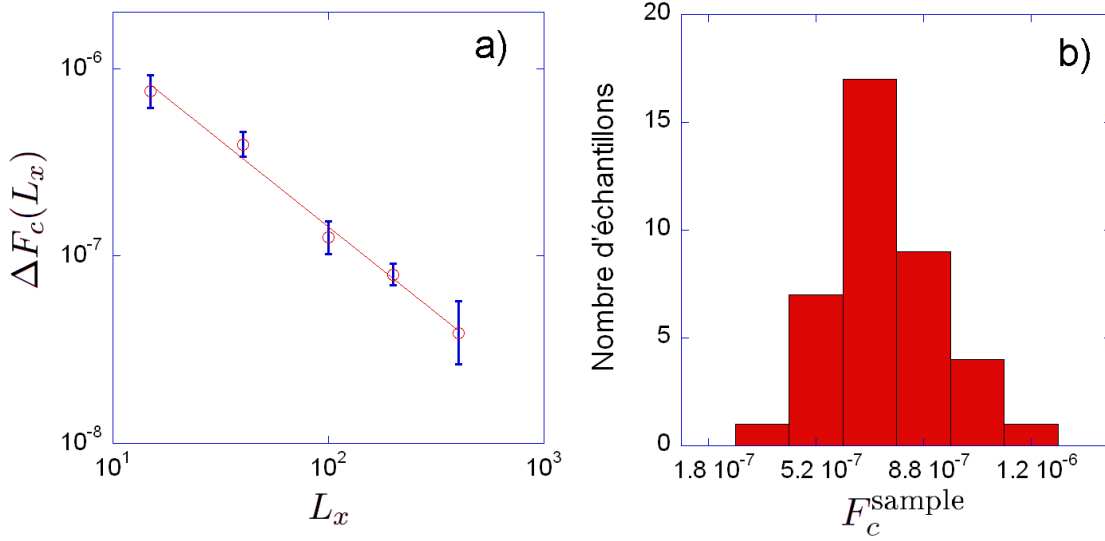 a)
10^-6
10^-7
10^-8
ΔF_c(L_x)
10^1
10^2
10^3
L_x
b)
20
15
10
5
0
Nombre d'échantillons
1.8 10^-7
5.2 10^-7
8.8 10^-7
1.2 10^-6
F_c^sample